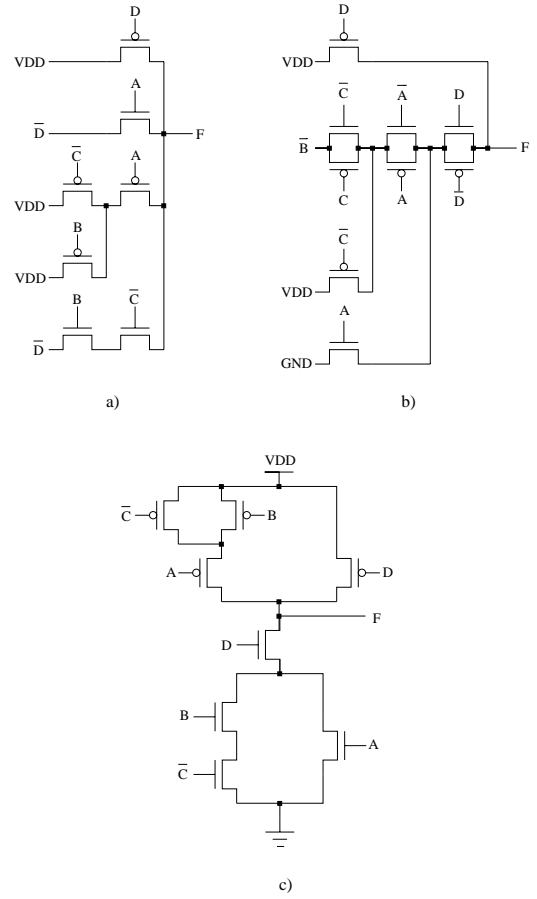 D
VDD
A
D̅
F
C̅ A
VDD
B
VDD
B C̅
D̅
a)
D
VDD
C̅ A̅ D
B̅ F
C A D̅
C̅
VDD
A
GND
b)
VDD
C̅ B
A D
F
D
B
A
C̅
c)